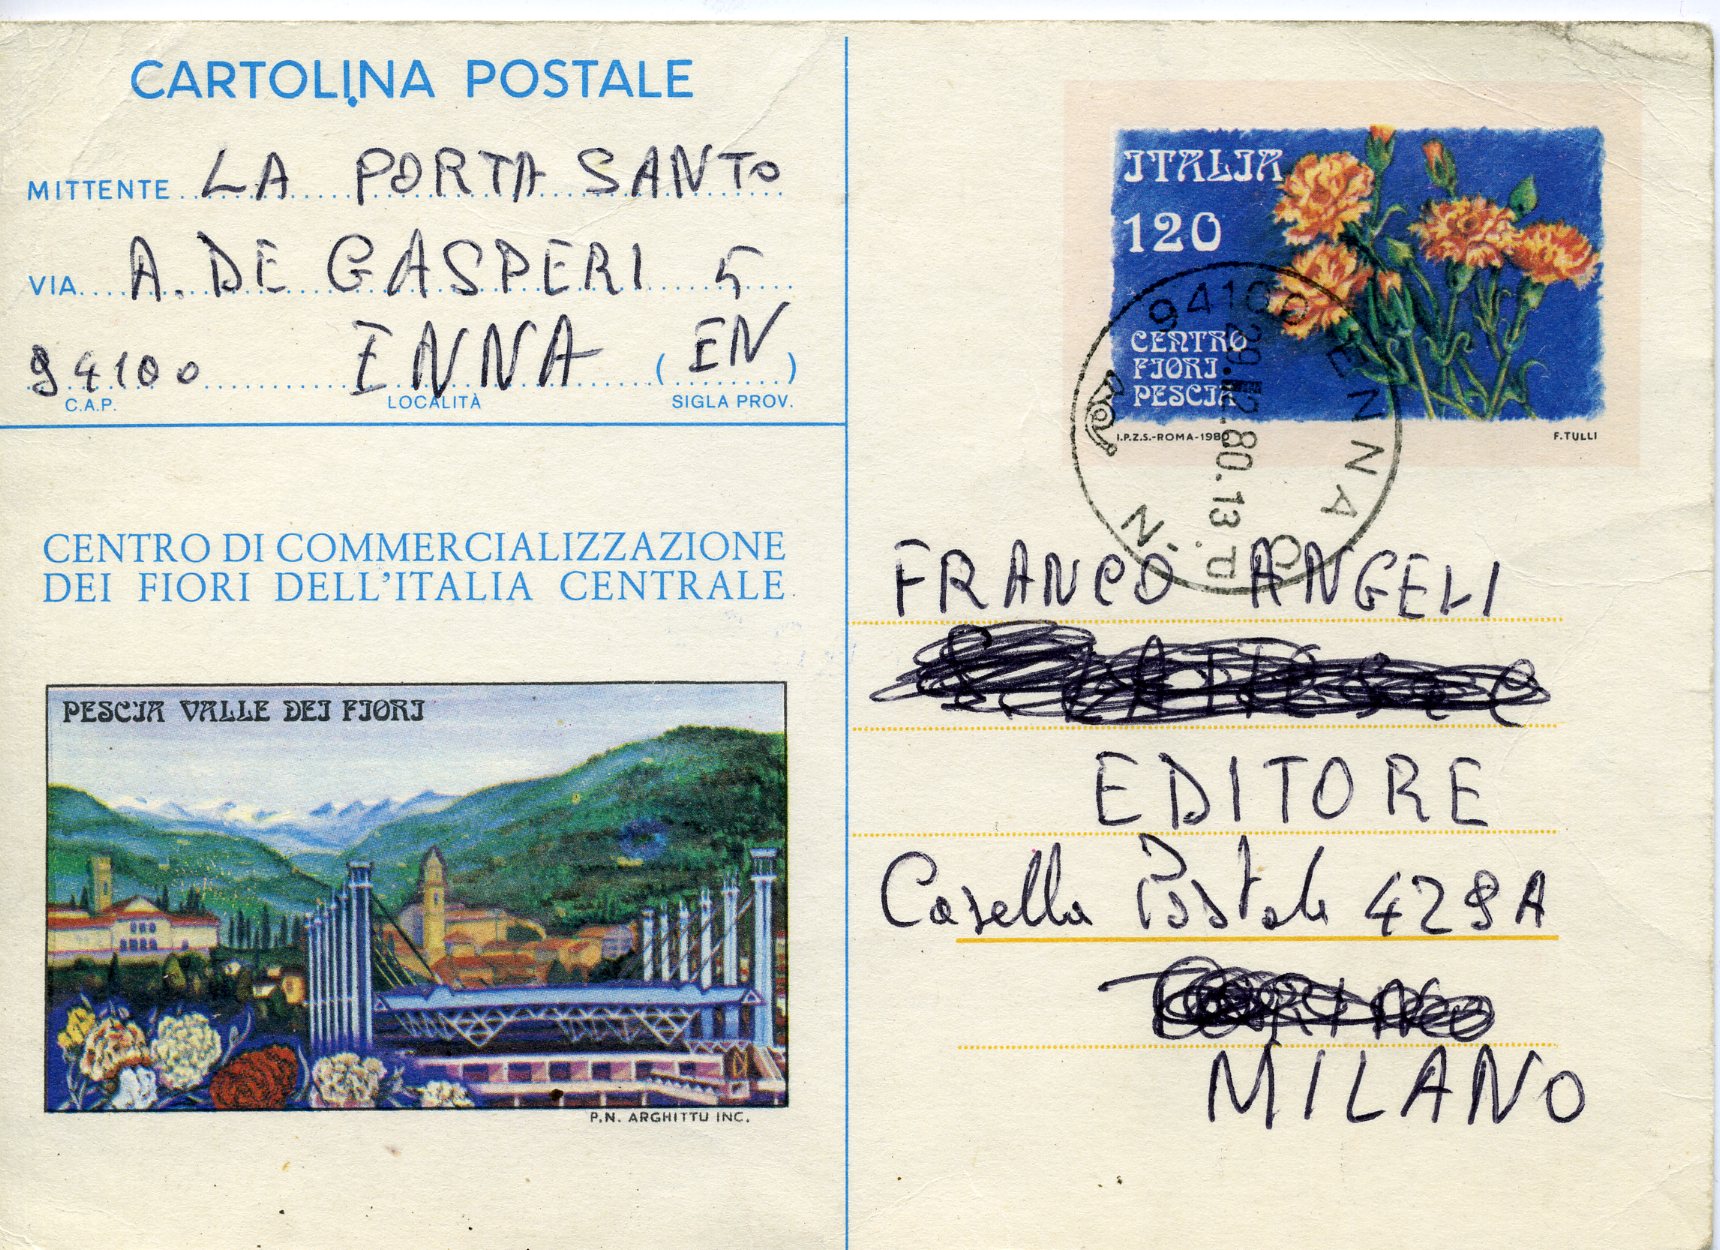 CARTOLINA POSTALE
MITTENTE LA PORTA SANTO
VIA A. DE GASPERI 5
94100 ENNA (EN)
C.A.P. LOCALITÀ SIGLA PROV.
CENTRO DI COMMERCIALIZZAZIONE
DEI FIORI DELL'ITALIA CENTRALE
PESCIA VALLE DEI FIORI
P.N. ARGHITTU INC.
ITALIA
120
CENTRO
FIORI
PESCIA
I.P.Z.S.-ROMA-1980 F.TULLI
94100 ENNA
80.13
FRANCO ANGELI
EDITORE
Casella Postale 4294
MILANO